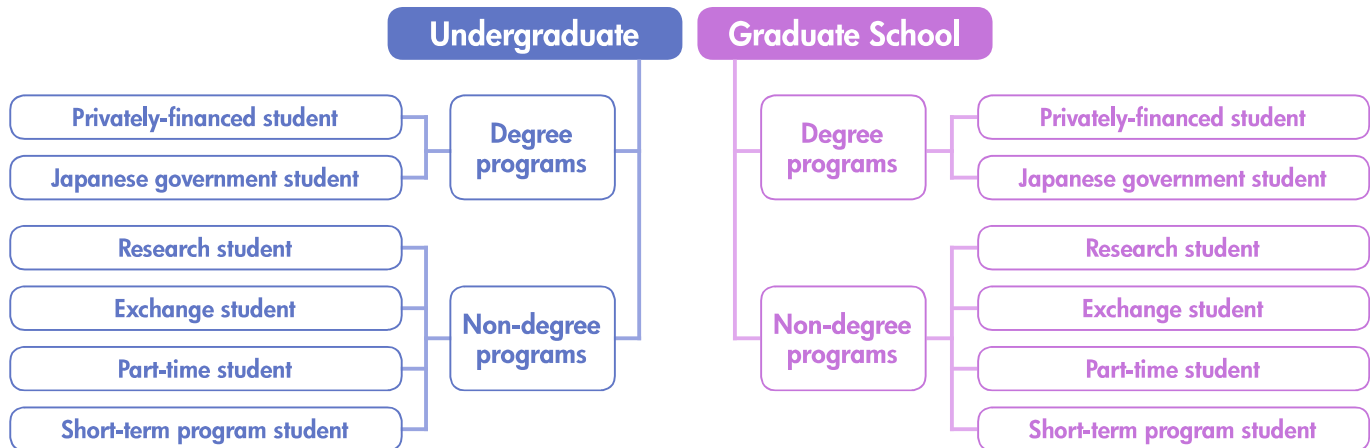 Undergraduate
Degree
programs
Privately-financed student
Japanese government student
Non-degree
programs
Research student
Exchange student
Part-time student
Short-term program student
Graduate School
Degree
programs
Privately-financed student
Japanese government student
Non-degree
programs
Research student
Exchange student
Part-time student
Short-term program student